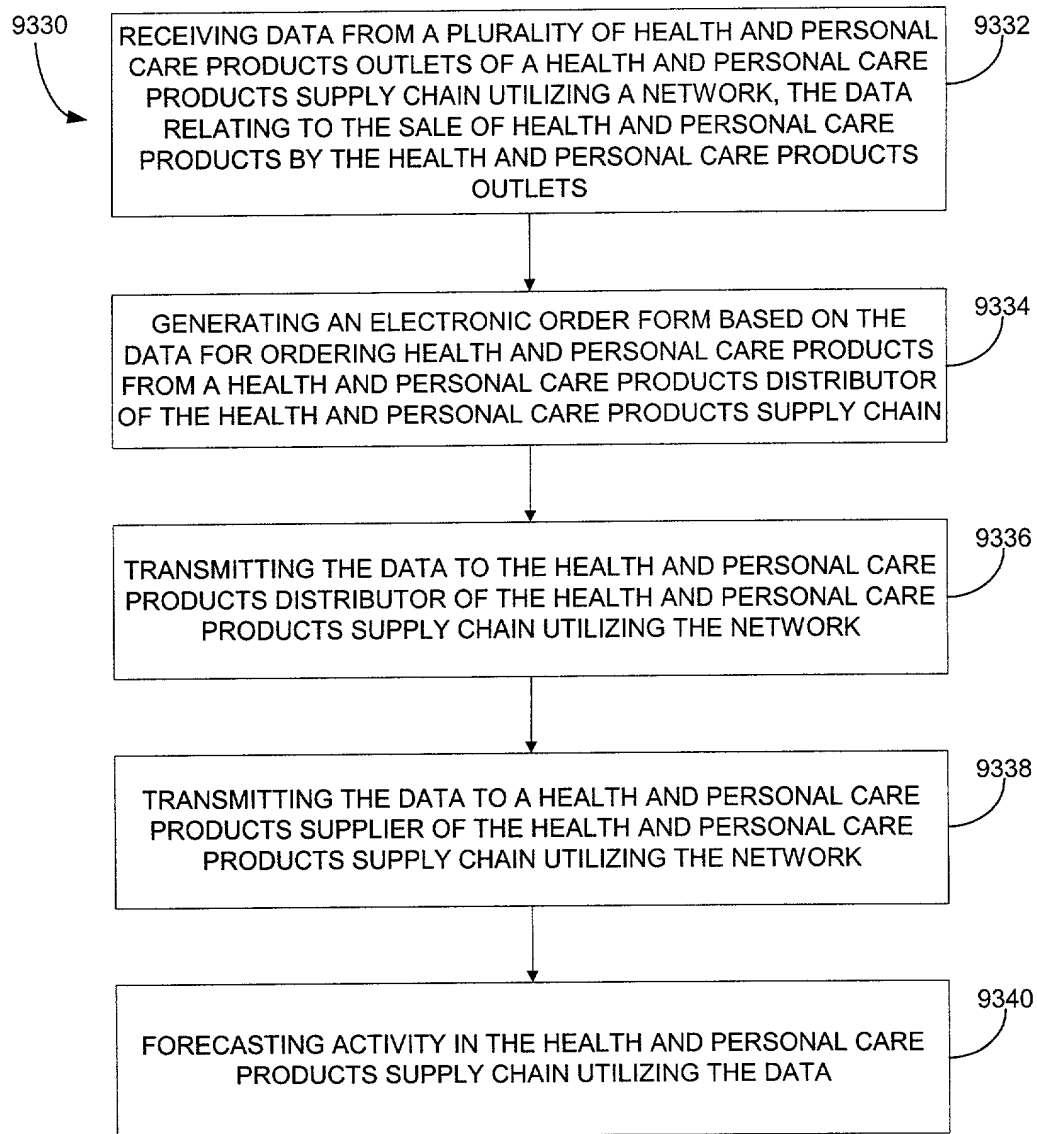 9330
RECEIVING DATA FROM A PLURALITY OF HEALTH AND PERSONAL
CARE PRODUCTS OUTLETS OF A HEALTH AND PERSONAL CARE
PRODUCTS SUPPLY CHAIN UTILIZING A NETWORK, THE DATA
RELATING TO THE SALE OF HEALTH AND PERSONAL CARE
PRODUCTS BY THE HEALTH AND PERSONAL CARE PRODUCTS
OUTLETS
9332
GENERATING AN ELECTRONIC ORDER FORM BASED ON THE
DATA FOR ORDERING HEALTH AND PERSONAL CARE PRODUCTS
FROM A HEALTH AND PERSONAL CARE PRODUCTS DISTRIBUTOR
OF THE HEALTH AND PERSONAL CARE PRODUCTS SUPPLY CHAIN
9334
TRANSMITTING THE DATA TO THE HEALTH AND PERSONAL CARE
PRODUCTS DISTRIBUTOR OF THE HEALTH AND PERSONAL CARE
PRODUCTS SUPPLY CHAIN UTILIZING THE NETWORK
9336
TRANSMITTING THE DATA TO A HEALTH AND PERSONAL CARE
PRODUCTS SUPPLIER OF THE HEALTH AND PERSONAL CARE
PRODUCTS SUPPLY CHAIN UTILIZING THE NETWORK
9338
FORECASTING ACTIVITY IN THE HEALTH AND PERSONAL CARE
PRODUCTS SUPPLY CHAIN UTILIZING THE DATA
9340